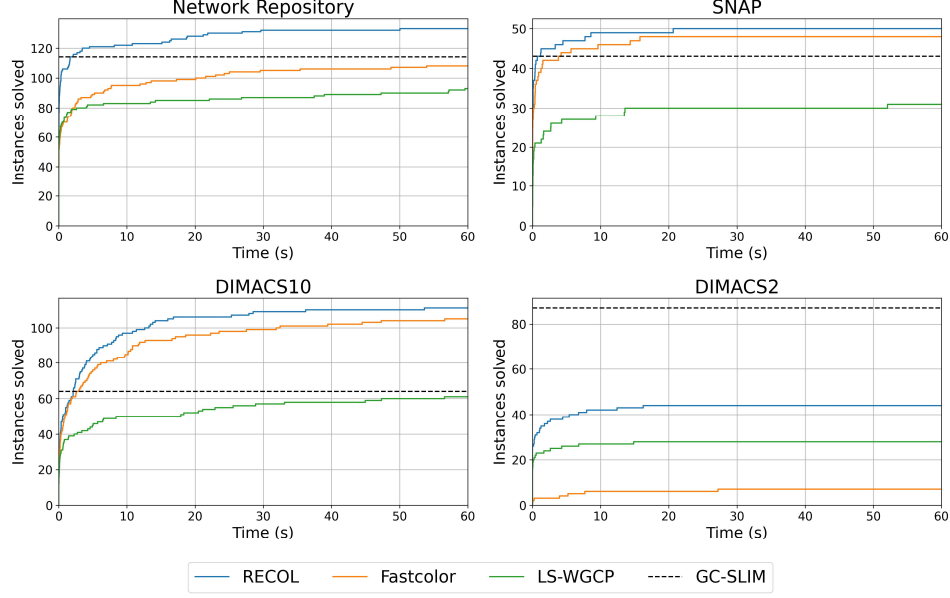 Network Repository
Instances solved
120
100
80
60
40
20
0
0 10 20 30 40 50 60
Time (s)
SNAP
Instances solved
50
40
30
20
10
0
0 10 20 30 40 50 60
Time (s)
DIMACS10
Instances solved
100
80
60
40
20
0
0 10 20 30 40 50 60
Time (s)
DIMACS2
Instances solved
80
60
40
20
0
0 10 20 30 40 50 60
Time (s)
RECOL Fastcolor LS-WGCP GC-SLIM